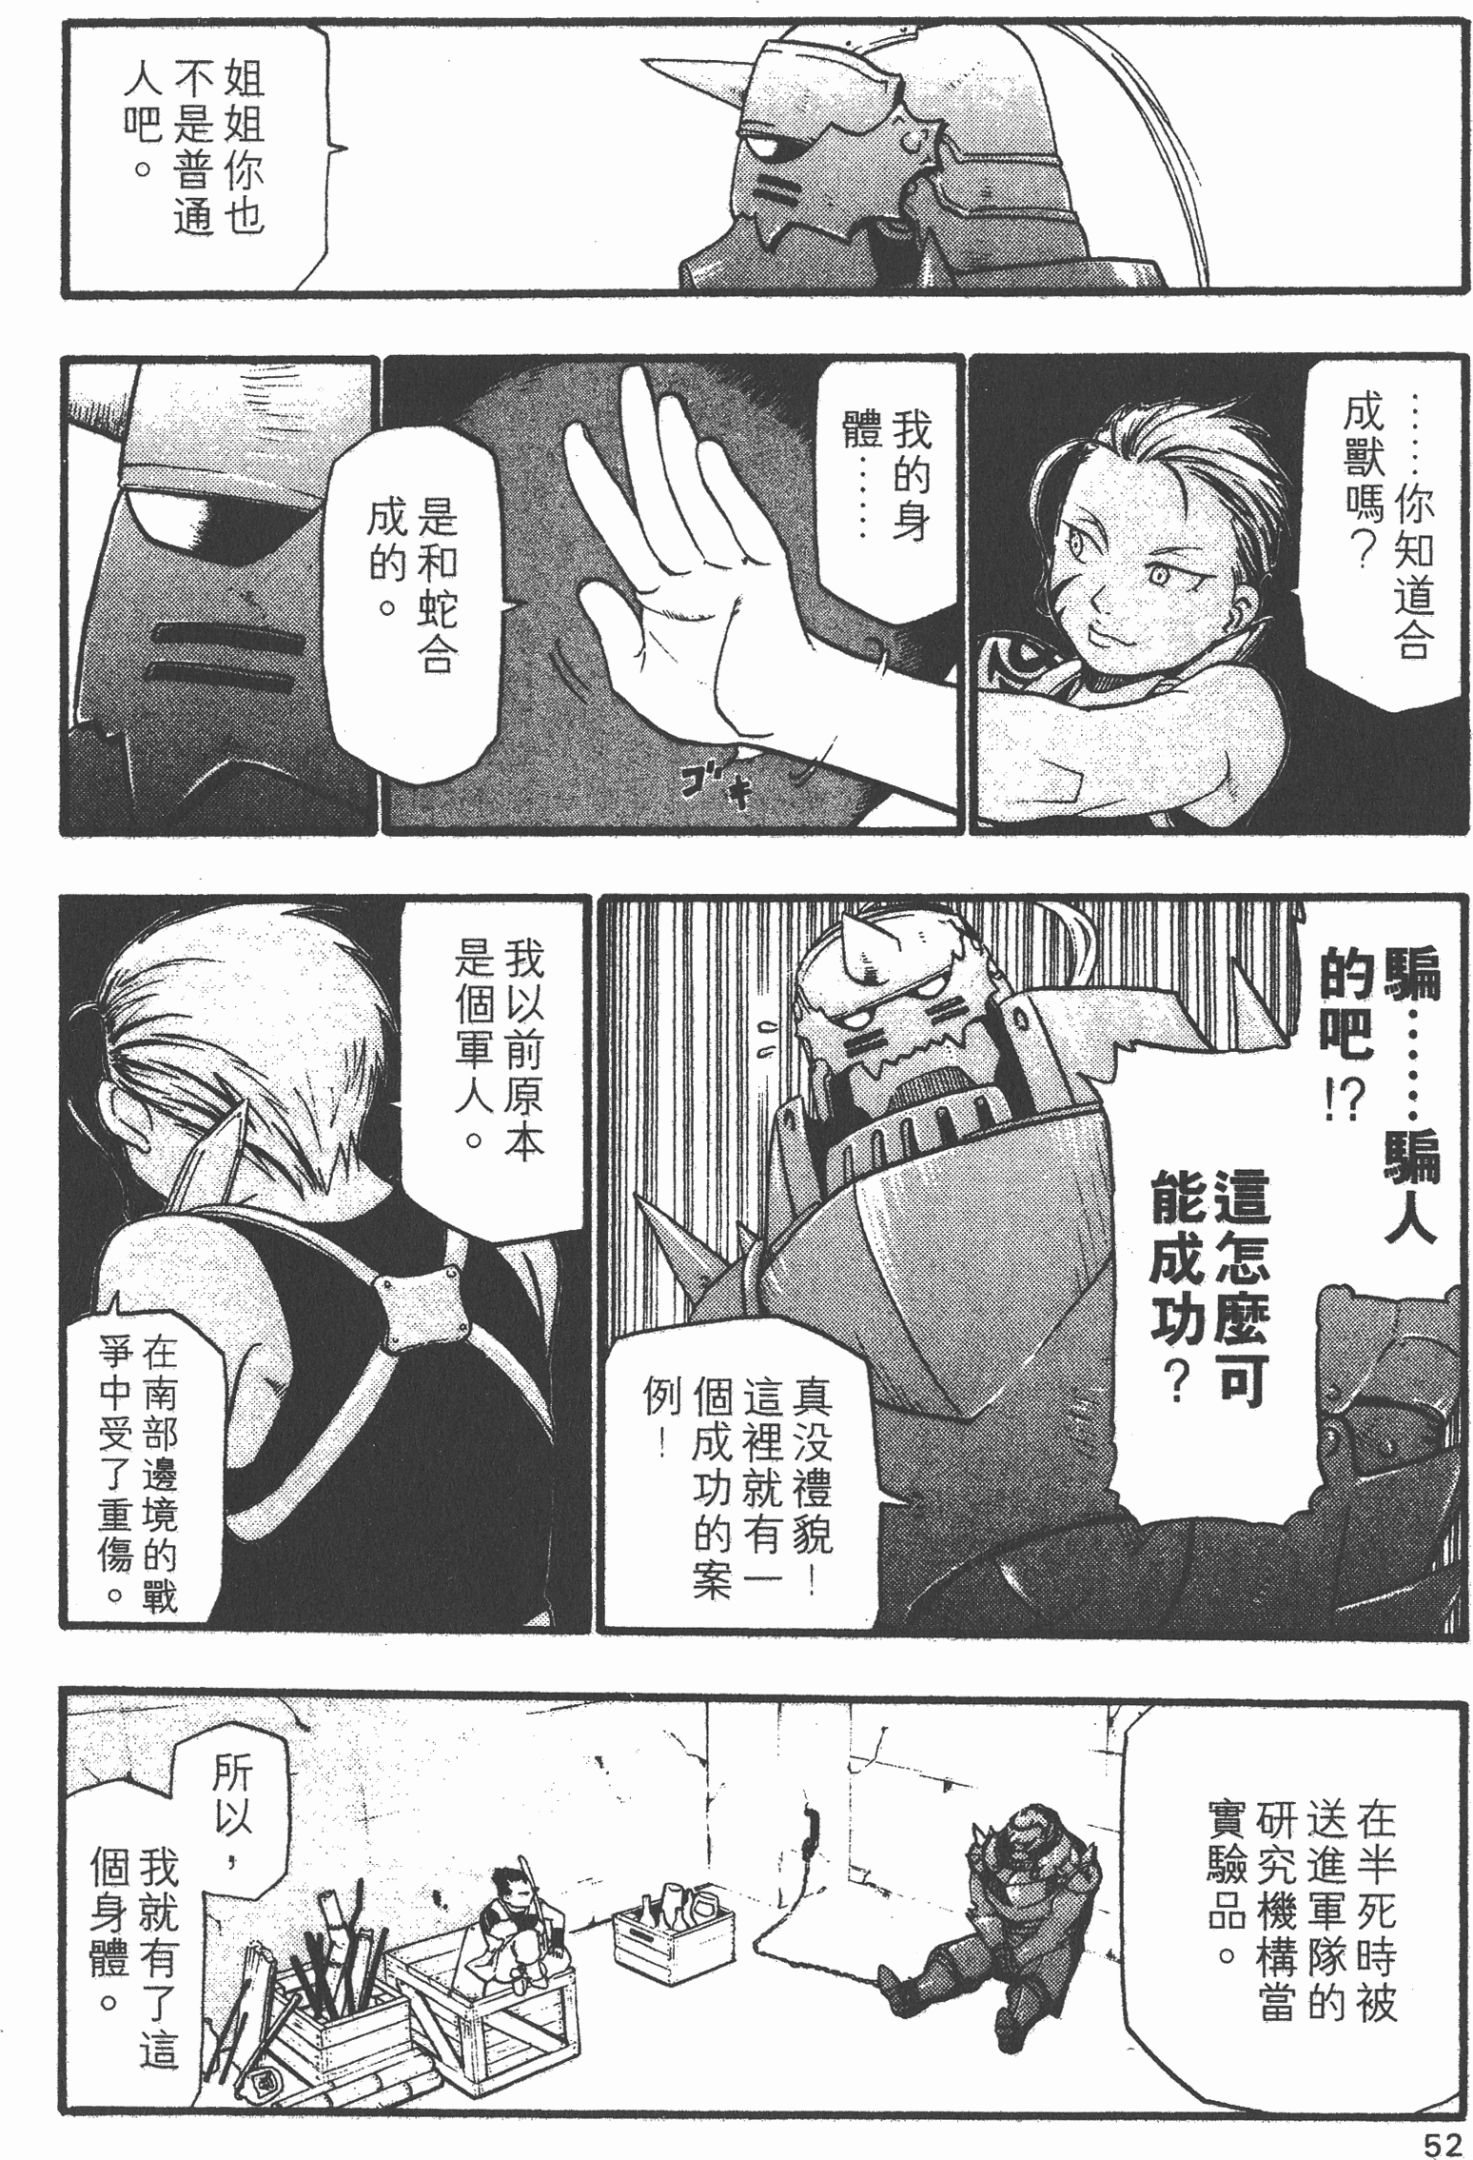 姐姐你也
不是普通
人吧。
……你知道合
成獸嗎？
我的身
體……
是和蛇合
成的。
ゴキ
騙……騙人
的吧！？
這怎麼可
能成功？
真没禮貌！
這裡就有一
個成功的案
例！
我以前原本
是個軍人。
在南部邊境的戰
爭中受了重傷。
在半死時被
送進軍隊的
研究機構當
實驗品。
所以，
我就有了這
個身體。
52